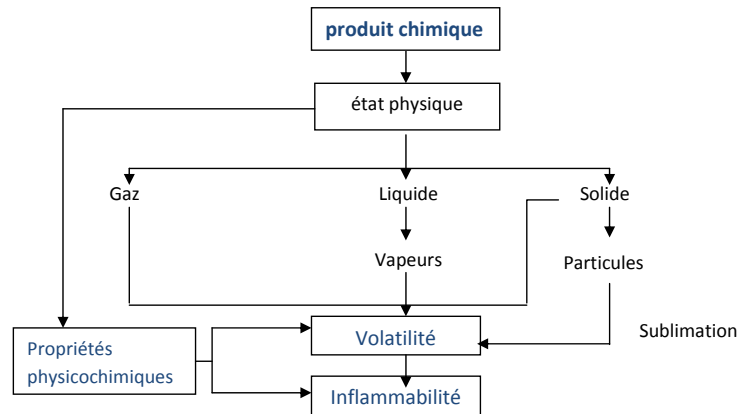 produit chimique
état physique
Gaz
Liquide
Solide
Vapeurs
Particules
Sublimation
Volatilité
Propriétés
physicochimiques
Inflammabilité